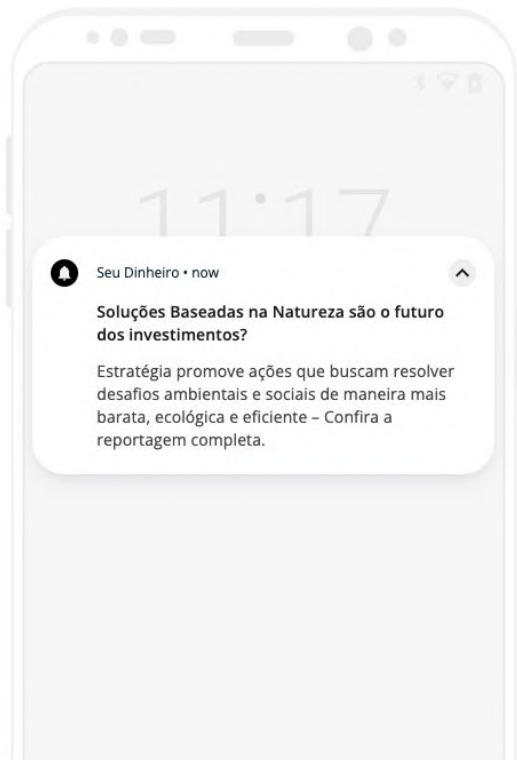 11:17
Seu Dinheiro • now
Soluções Baseadas na Natureza são o futuro
dos investimentos?
Estratégia promove ações que buscam resolver
desafios ambientais e sociais de maneira mais
barata, ecológica e eficiente – Confira a
reportagem completa.